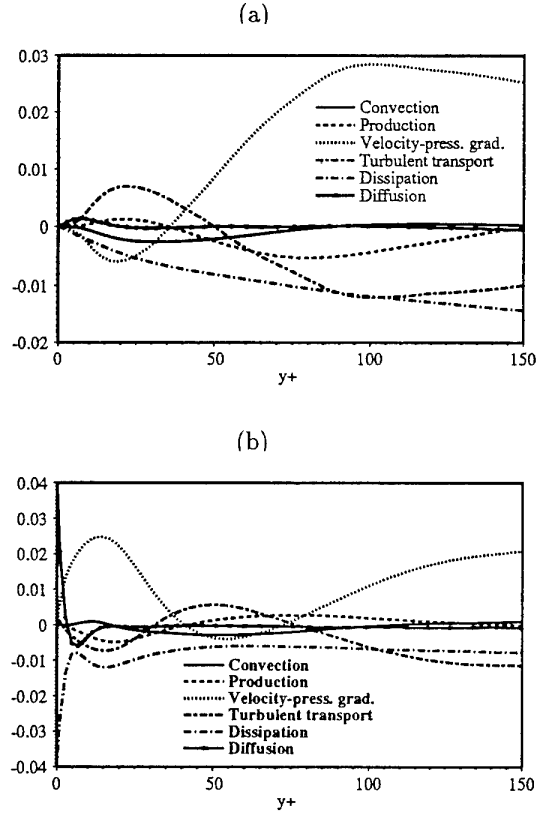 (a)
0.03
0.02
0.01
0
-0.01
-0.02
Convection
Production
Velocity-press. grad.
Turbulent transport
Dissipation
Diffusion
0
50
100
150
y+
(b)
0.04
0.03
0.02
0.01
0
-0.01
-0.02
-0.03
-0.04
Convection
Production
Velocity-press. grad.
Turbulent transport
Dissipation
Diffusion
0
50
100
150
y+